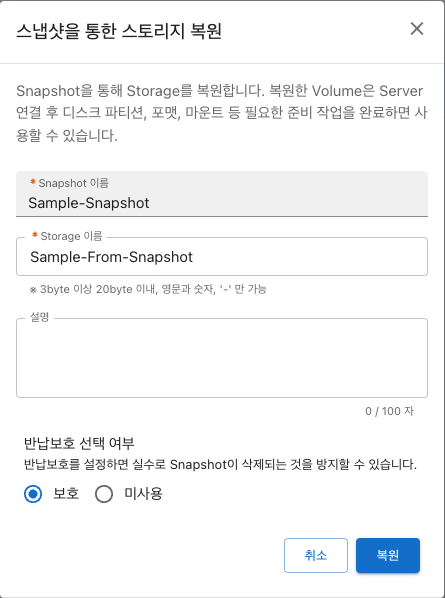 스냅샷을 통한 스토리지 복원
Snapshot을 통해 Storage를 복원합니다. 복원한 Volume은 Server
연결 후 디스크 파티션, 포맷, 마운트 등 필요한 준비 작업을 완료하면 사
용할 수 있습니다.
* Snapshot 이름
Sample-Snapshot
* Storage 이름
Sample-From-Snapshot
※ 3byte 이상 20byte 이내, 영문과 숫자, '-' 만 가능
설명
0 / 100 자
반납보호 선택 여부
반납보호를 설정하면 실수로 Snapshot이 삭제되는 것을 방지할 수 있습니다.
보호 미사용
취소 복원